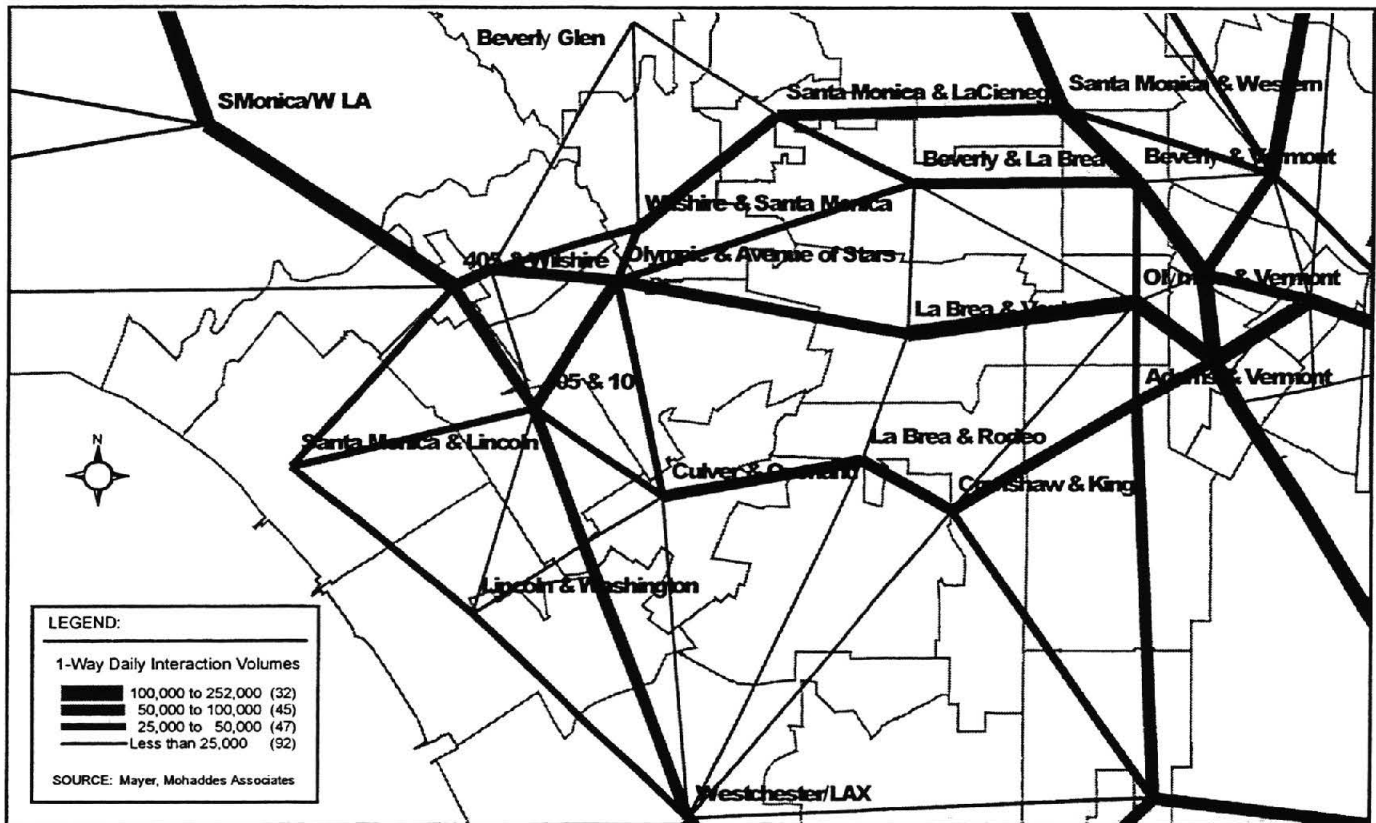 Beverly Glen
SMonica/W LA
Santa Monica & LaCieneg
Santa Monica & Western
Beverly & La Brea
Beverly & Vermont
Wilshire & Santa Monica
405 & Wilshire
Olympic & Avenue of Stars
La Brea &
& Vermont
405 & 10
Adams & Vermont
Santa Monica & Lincoln
La Brea & Rodeo
Culver & Overland
Crenshaw & King
N
Lincoln & Washington
Westchester/LAX
LEGEND:
1-Way Daily Interaction Volumes
100,000 to 252,000 (32)
50,000 to 100,000 (45)
25,000 to 50,000 (47)
Less than 25,000 (92)
SOURCE: Mayer, Mohaddes Associates